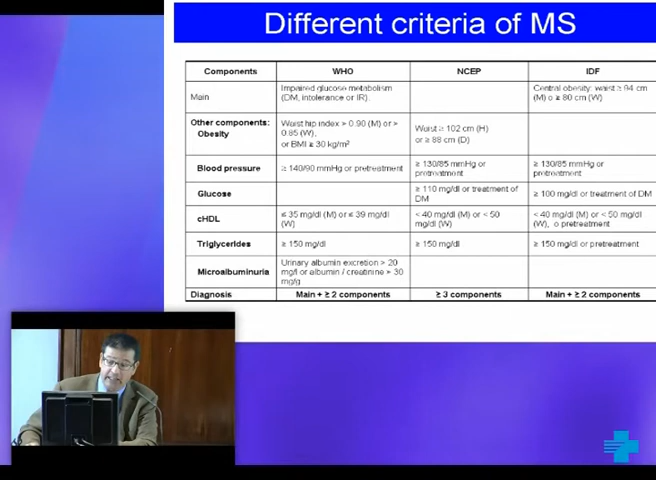 Different criteria of MS
Components WHO NCEP IDF
Main Impaired glucose metabolism (DM, intolerance or IR). Central obesity: waist ≥ 94 cm (M) o ≥ 80 cm (W)
Other components: Obesity Waist hip index > 0.90 (M) or > 0.85 (W), or BMI ≥ 30 kg/m² Waist ≥ 102 cm (H) or ≥ 88 cm (D)
Blood pressure ≥ 140/90 mmHg or pretreatment ≥ 130/85 mmHg or pretreatment ≥ 130/85 mmHg or pretreatment
Glucose ≥ 110 mg/dl or treatment of DM ≥ 100 mg/dl or treatment of DM
cHDL ≤ 35 mg/dl (M) or ≤ 39 mg/dl (W) < 40 mg/dl (M) or < 50 mg/dl (W) < 40 mg/dl (M) or < 50 mg/dl (W), o pretreatment
Triglycerides ≥ 150 mg/dl ≥ 150 mg/dl ≥ 150 mg/dl or pretreatment
Microalbuminuria Urinary albumin excretion > 20 mg/l or albumin / creatinine > 30 mg/g
Diagnosis Main + ≥ 2 components ≥ 3 components Main + ≥ 2 components